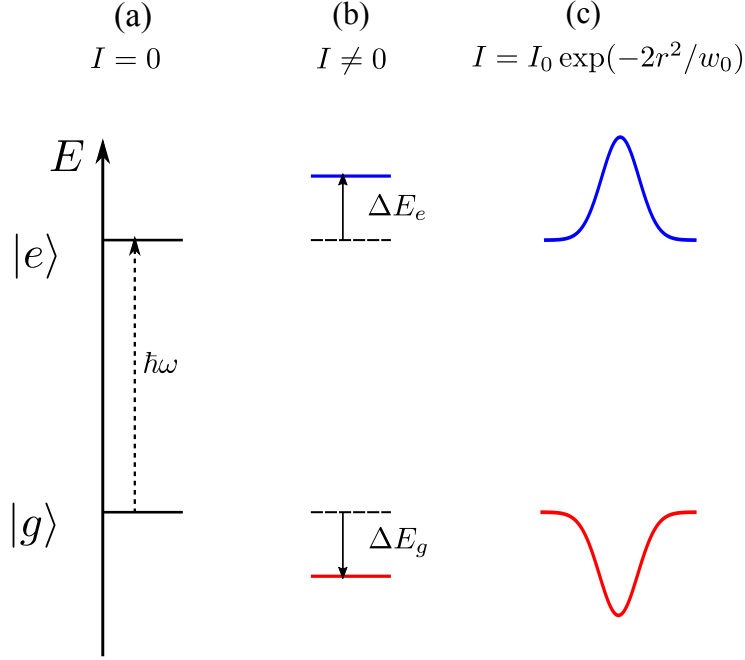 (a) (b) (c)
I = 0 I ≠ 0 I = I₀ exp(−2r²/w₀)
E
ΔEₑ
|e⟩
ħω
|g⟩
ΔE_g